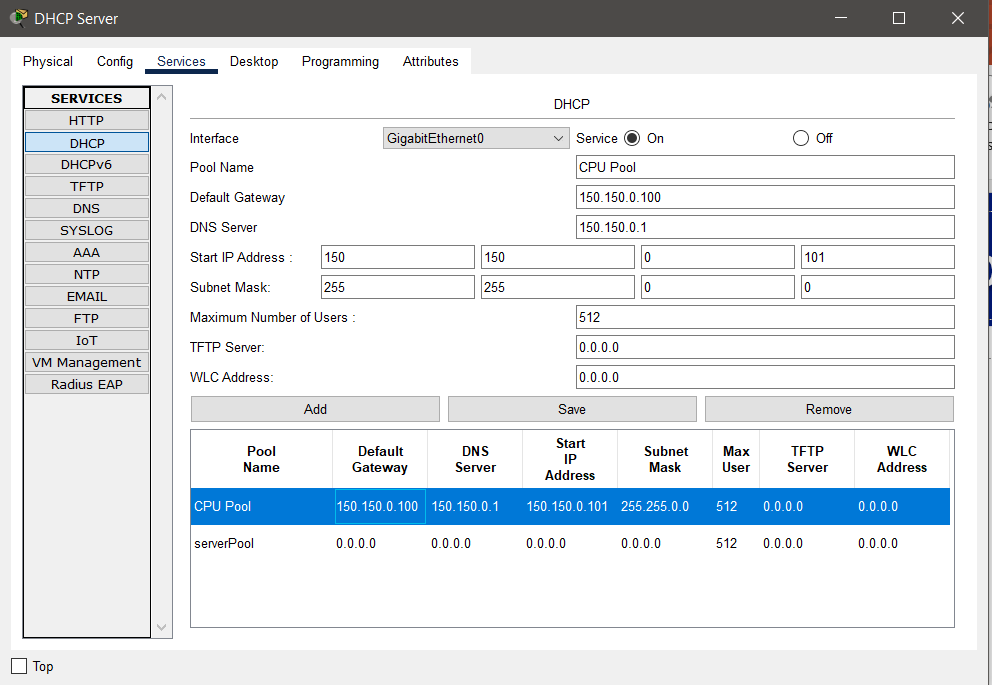 DHCP Server
Physical Config Services Desktop Programming Attributes
SERVICES
HTTP
DHCP
DHCPv6
TFTP
DNS
SYSLOG
AAA
NTP
EMAIL
FTP
IoT
VM Management
Radius EAP
DHCP
Interface GigabitEthernet0 Service On Off
Pool Name CPU Pool
Default Gateway 150.150.0.100
DNS Server 150.150.0.1
Start IP Address : 150 150 0 101
Subnet Mask: 255 255 0 0
Maximum Number of Users : 512
TFTP Server: 0.0.0.0
WLC Address: 0.0.0.0
Add Save Remove
Pool Name Default Gateway DNS Server Start IP Address Subnet Mask Max User TFTP Server WLC Address
CPU Pool 150.150.0.100 150.150.0.1 150.150.0.101 255.255.0.0 512 0.0.0.0 0.0.0.0
serverPool 0.0.0.0 0.0.0.0 0.0.0.0 0.0.0.0 512 0.0.0.0 0.0.0.0
Top